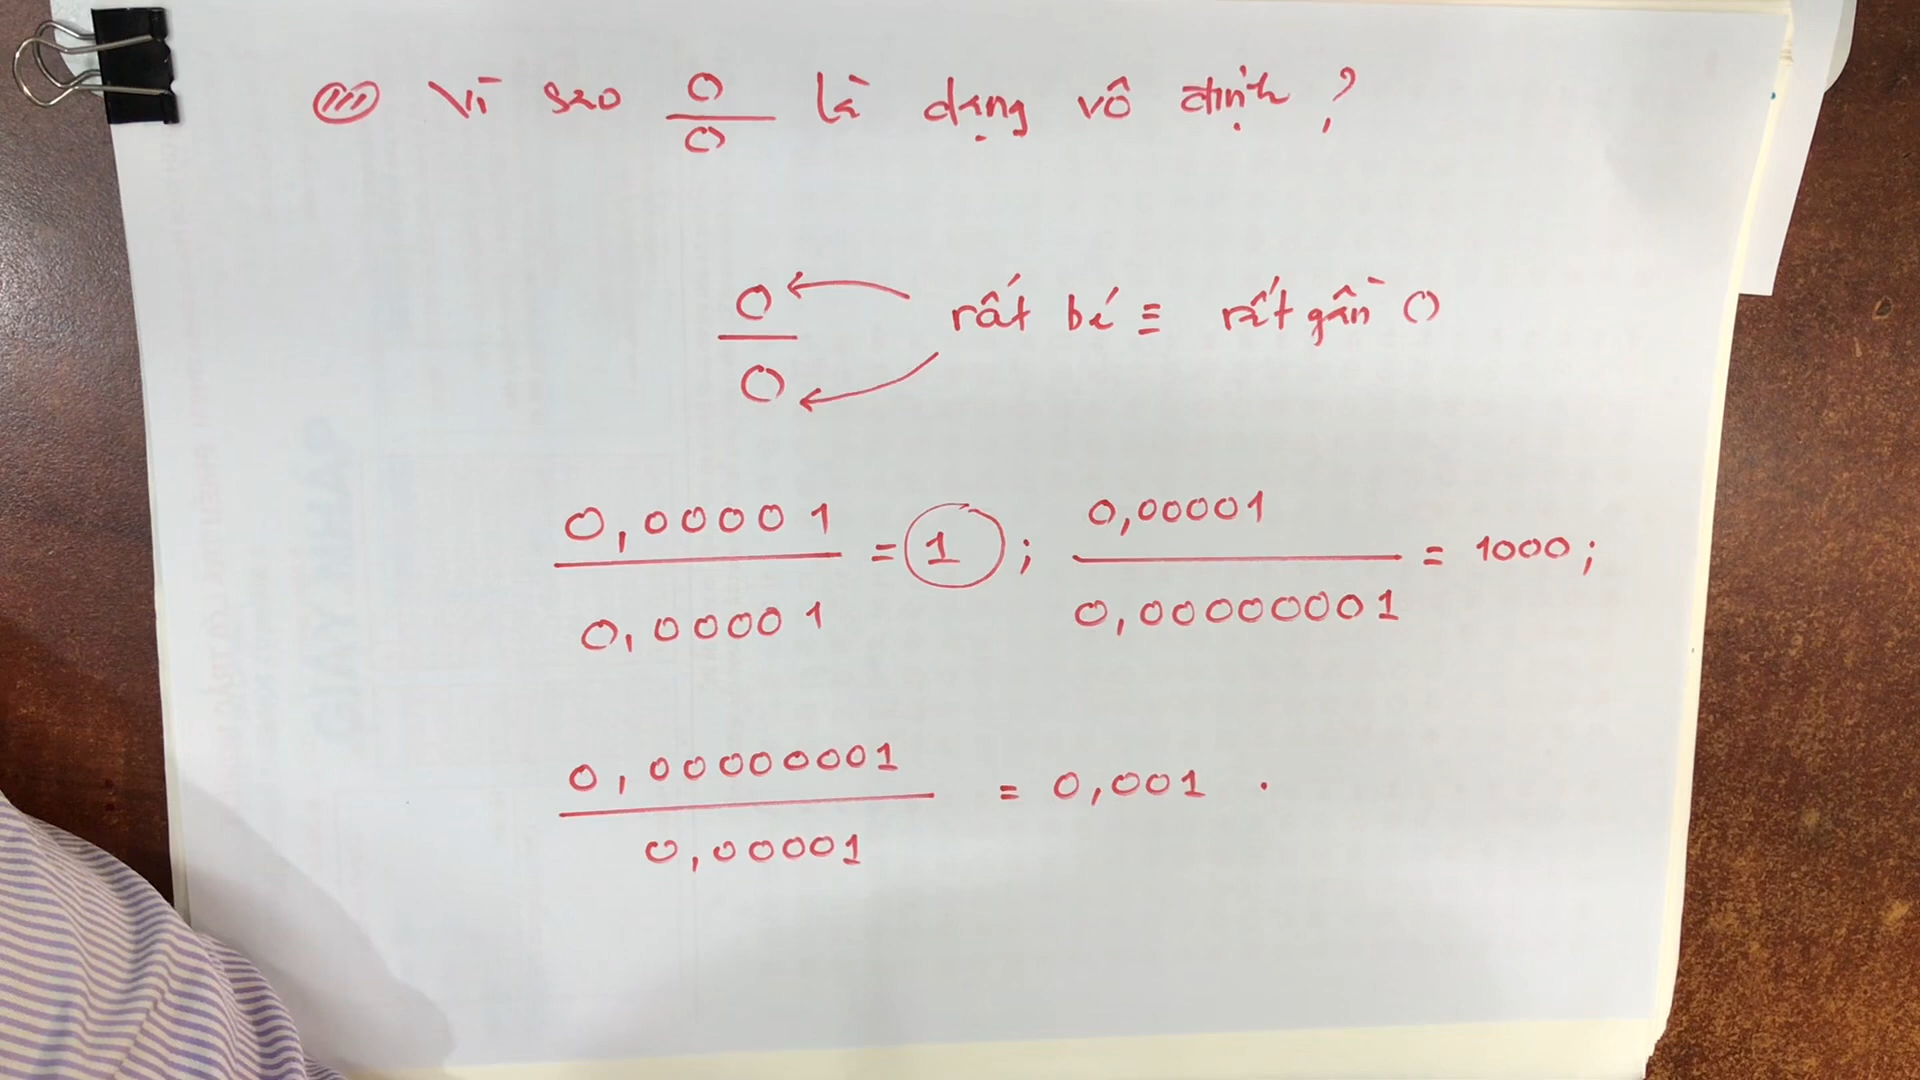 Vì sao 0/0 là dạng vô định ?
0/0 rất bé ≡ rất gần 0
0,00001/0,00001 = 1 ; 0,00001/0,00000001 = 1000 ;
0,00000001/0,00001 = 0,001 .